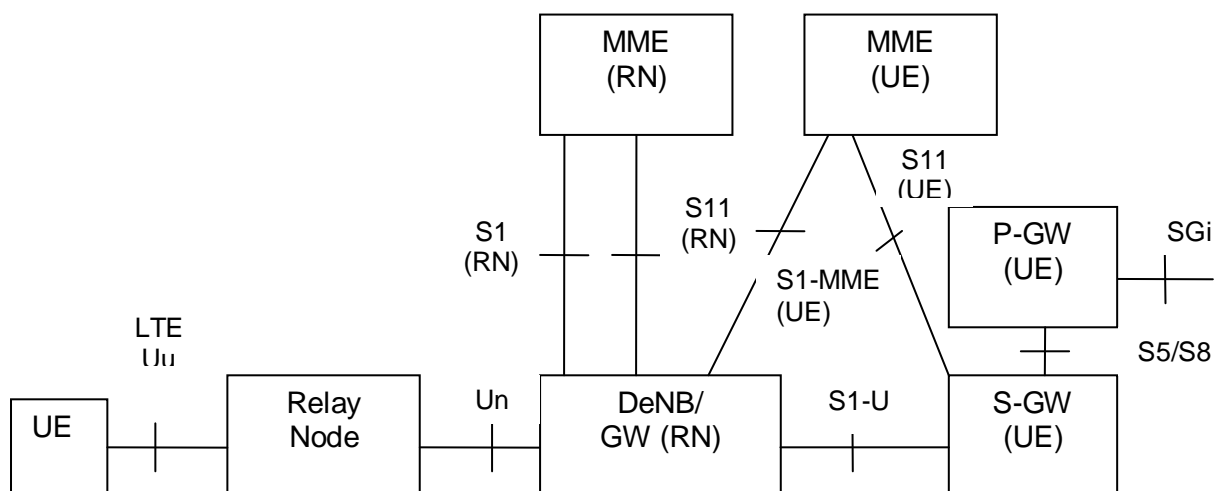 MME
(RN)
MME
(UE)
S11
(UE)
S1
(RN)
S11
(RN)
S1-MME
(UE)
P-GW
(UE)
SGi
LTE
Uu
S5/S8
UE
Relay
Node
Un
DeNB/
GW (RN)
S1-U
S-GW
(UE)